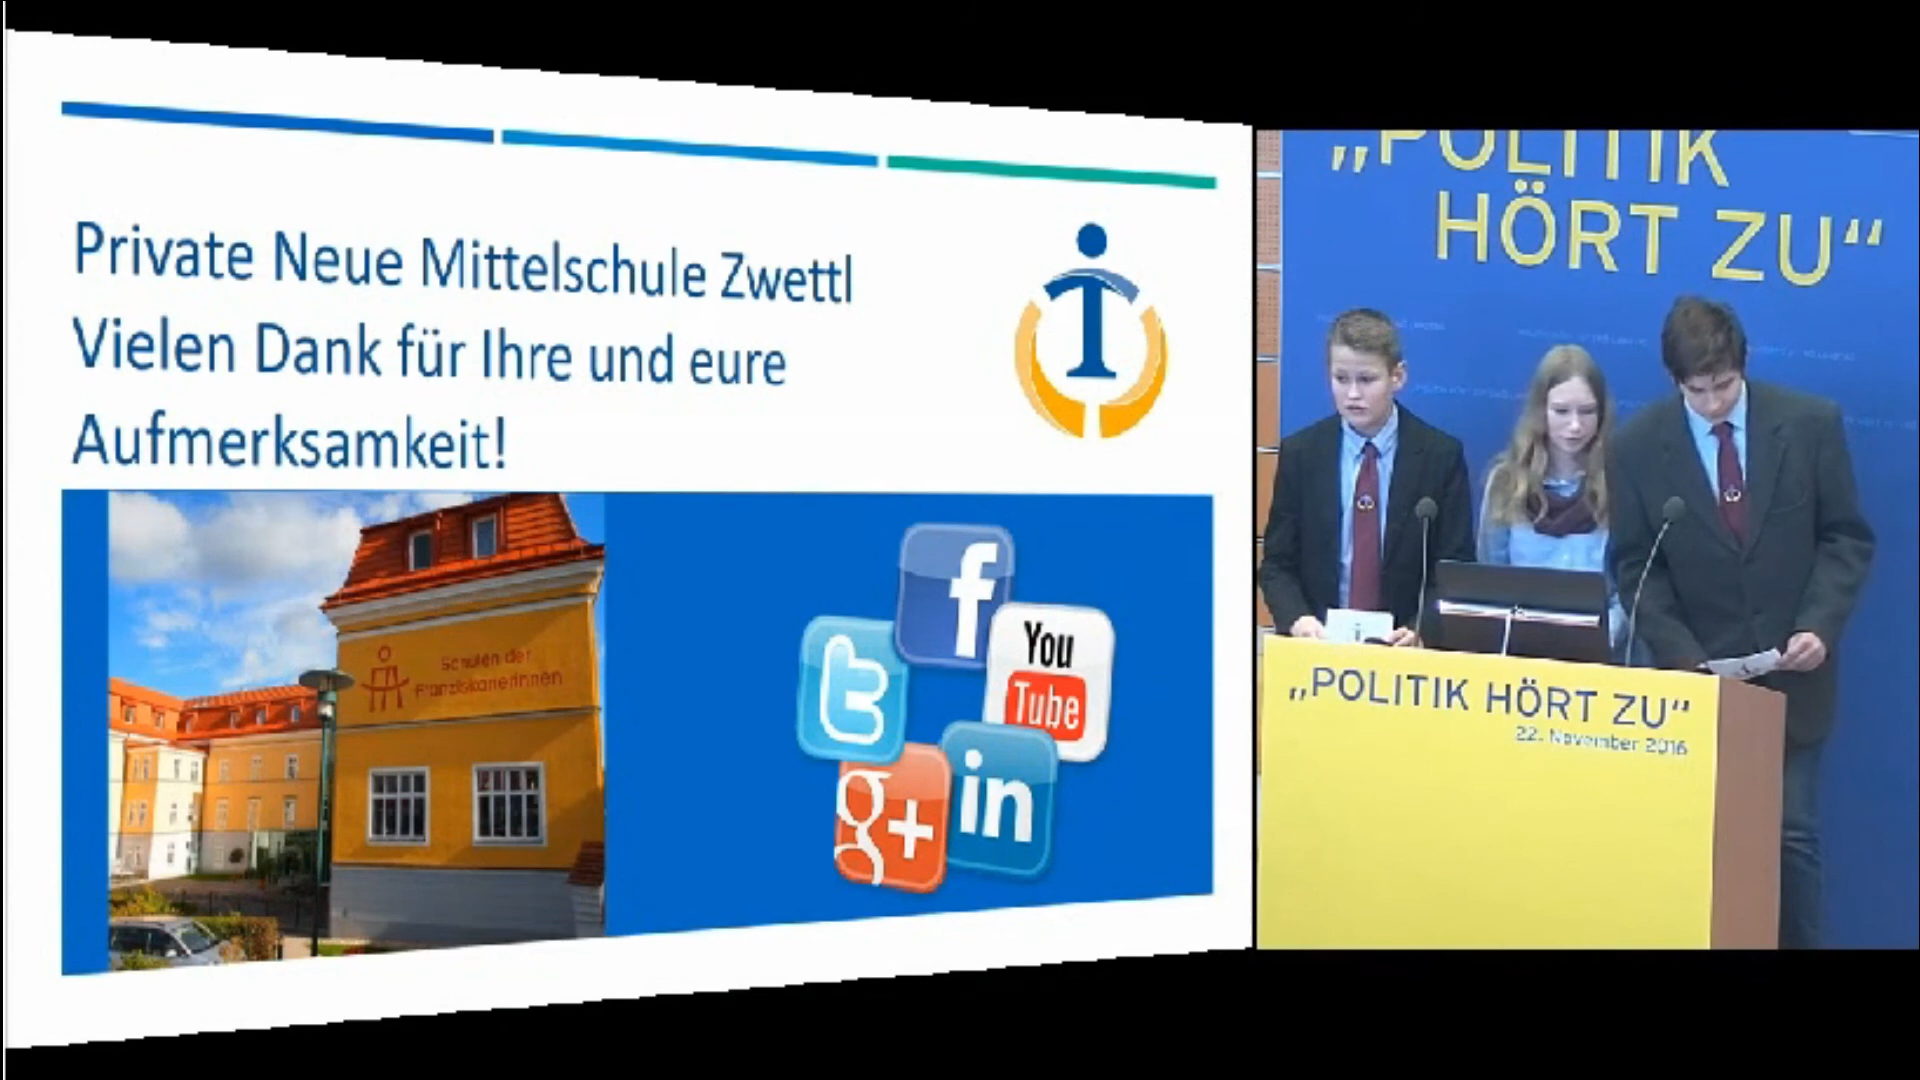 Private Neue Mittelschule Zwettl
Vielen Dank für Ihre und eure
Aufmerksamkeit!
Schulen der
Franziskanerinnen
f
You
Tube
t
in
g+
„POLITIK
HÖRT ZU“
„POLITIK HÖRT ZU“
22. November 2016